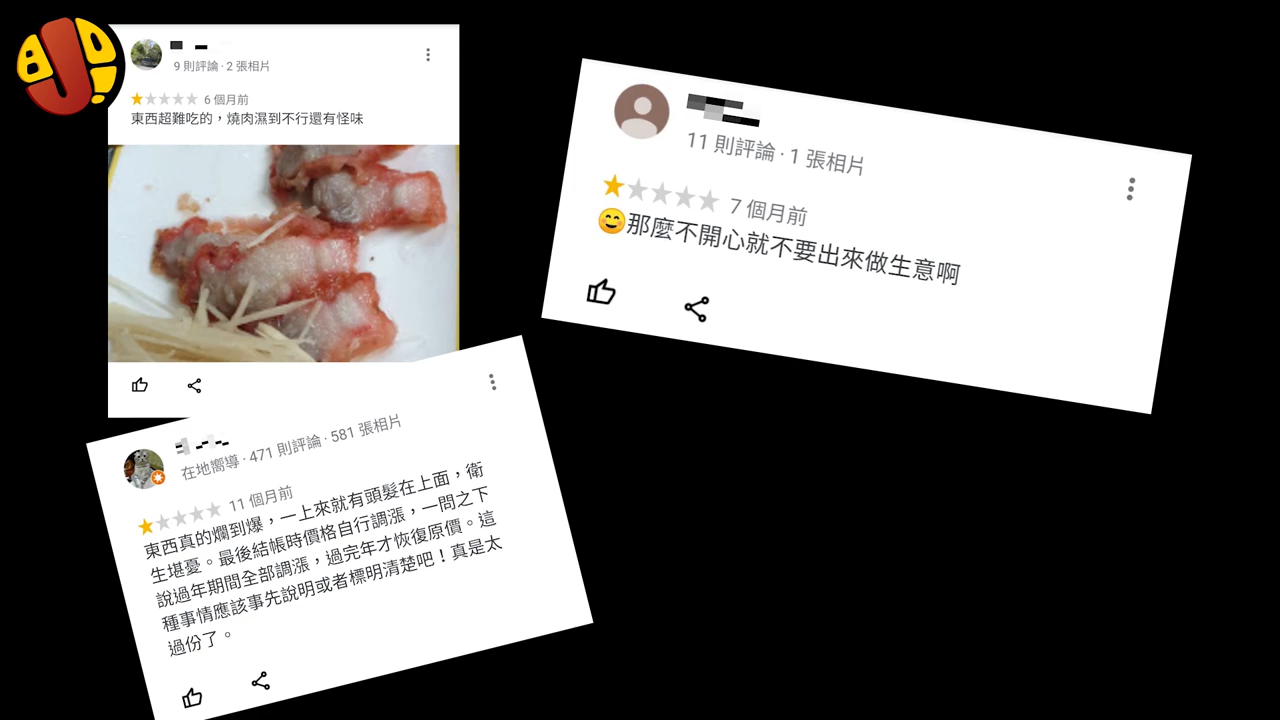 BJD!
9 則評論 · 2 張相片
6 個月前
東西超難吃的，燒肉濕到不行還有怪味
11 則評論 · 1 張相片
7 個月前
😊那麼不開心就不要出來做生意啊
在地嚮導 · 471 則評論 · 581 張相片
11 個月前
東西真的爛到爆，一上來就有頭髮在上面，衛
生堪憂。最後結帳時價格自行調漲，一問之下
說過年期間全部調漲，過完年才恢復原價。這
種事情應該事先說明或者標明清楚吧！真是太
過份了。